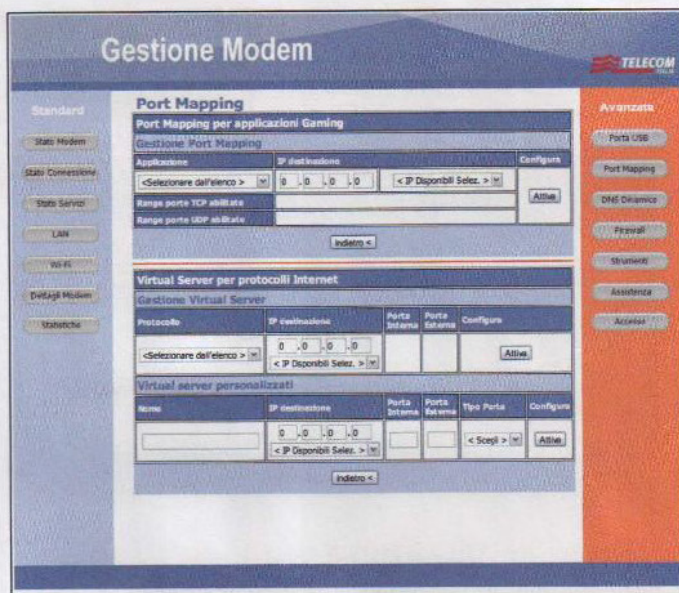 Gestione Modem
TELECOM
Standard
Stato Modem
Stato Connessione
Stato Servizi
LAN
Wi-Fi
Dettagli Modem
Statistiche
Port Mapping
Port Mapping per applicazioni Gaming
Gestione Port Mapping
Applicazione IP destinazione Configura
<Selezionare dall'elenco > 0 .0 .0 .0 < IP Disponibili Selez. > Attiva
Range porte TCP abilitate
Range porte UDP abilitate
Indietro <
Virtual Server per protocolli Internet
Gestione Virtual Server
Protocollo IP destinazione Porta Interna Porta Esterna Configura
<Selezionare dall'elenco > 0 .0 .0 .0 Attiva
< IP Disponibili Selez. >
Virtual server personalizzati
Nome IP destinazione Porta Interna Porta Esterna Tipo Porta Configura
0 .0 .0 .0 < Scegli > Attiva
< IP Disponibili Selez. >
Indietro <
Avanzate
Porta USB
Port Mapping
DNS Dinamico
Firewall
Strumenti
Assistenza
Accesso